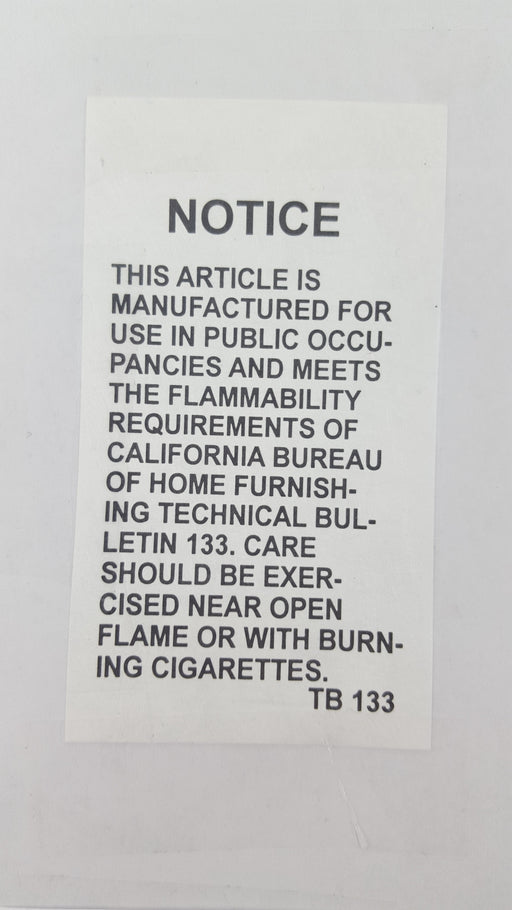 NOTICE
THIS ARTICLE IS
MANUFACTURED FOR
USE IN PUBLIC OCCU-
PANCIES AND MEETS
THE FLAMMABILITY
REQUIREMENTS OF
CALIFORNIA BUREAU
OF HOME FURNISH-
ING TECHNICAL BUL-
LETIN 133. CARE
SHOULD BE EXER-
CISED NEAR OPEN
FLAME OR WITH BURN-
ING CIGARETTES.
TB 133